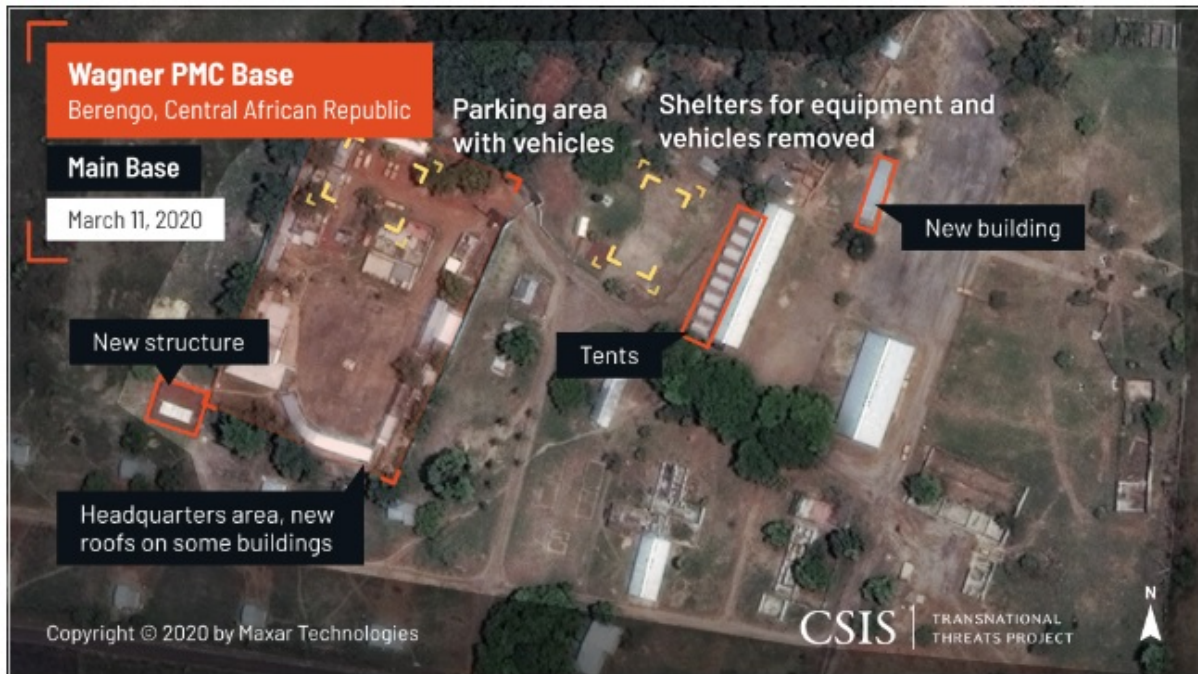 Wagner PMC Base
Berengo, Central African Republic
Main Base
March 11, 2020
Parking area
with vehicles
Shelters for equipment and
vehicles removed
New building
New structure
Tents
Headquarters area, new
roofs on some buildings
Copyright © 2020 by Maxar Technologies
CSIS
TRANSNATIONAL
THREATS PROJECT
N